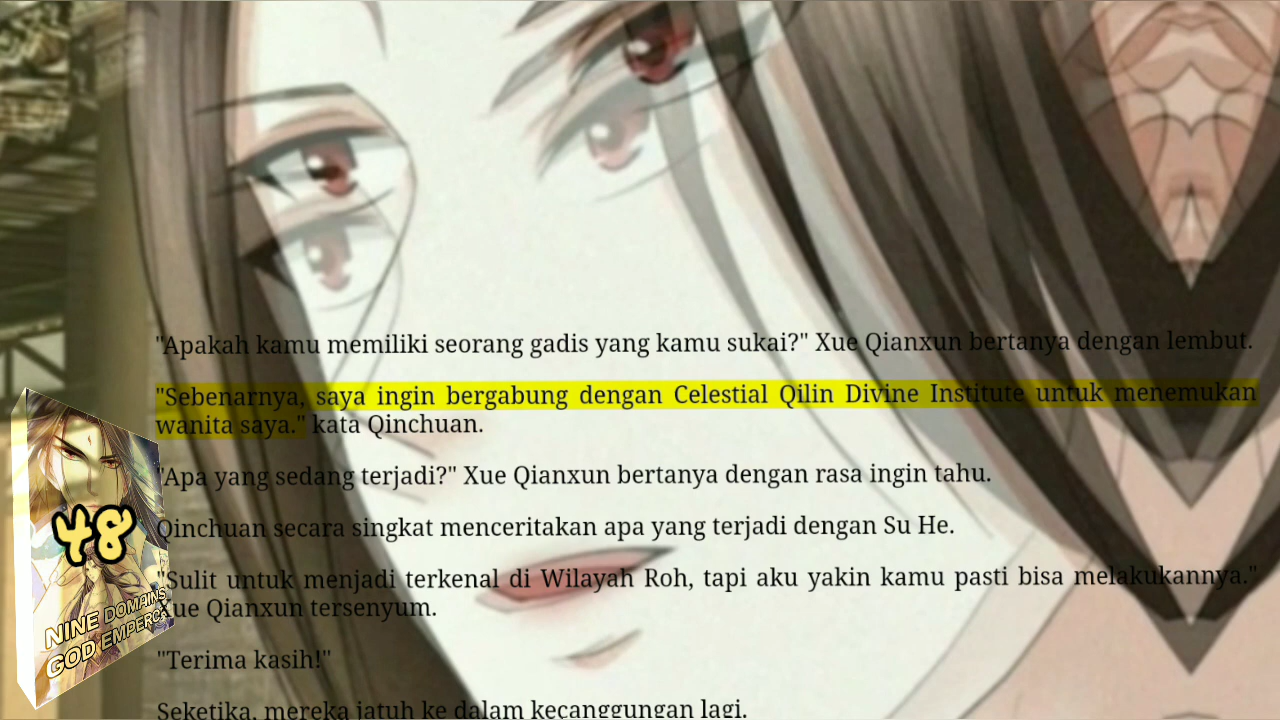 "Apakah kamu memiliki seorang gadis yang kamu sukai?" Xue Qianxun bertanya dengan lembut.
"Sebenarnya, saya ingin bergabung dengan Celestial Qilin Divine Institute untuk menemukan
wanita saya." kata Qinchuan.
"Apa yang sedang terjadi?" Xue Qianxun bertanya dengan rasa ingin tahu.
Qinchuan secara singkat menceritakan apa yang terjadi dengan Su He.
"Sulit untuk menjadi terkenal di Wilayah Roh, tapi aku yakin kamu pasti bisa melakukannya."
Xue Qianxun tersenyum.
"Terima kasih!"
Seketika, mereka jatuh ke dalam kecanggungan lagi.
48
NINE DOMAINS
GOD EMPEROR